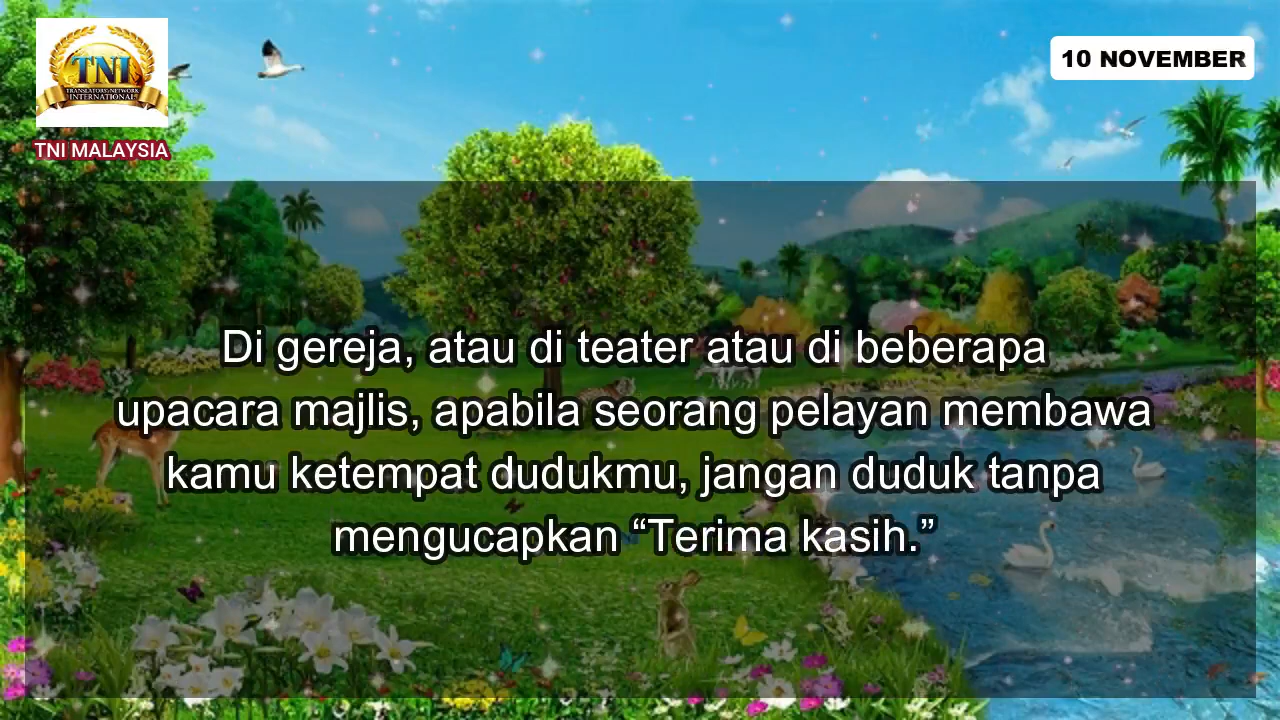 TNI
TRANSLATORS NETWORK
INTERNATIONAL
TNI MALAYSIA
10 NOVEMBER
Di gereja, atau di teater atau di beberapa
upacara majlis, apabila seorang pelayan membawa
kamu ketempat dudukmu, jangan duduk tanpa
mengucapkan “Terima kasih.”